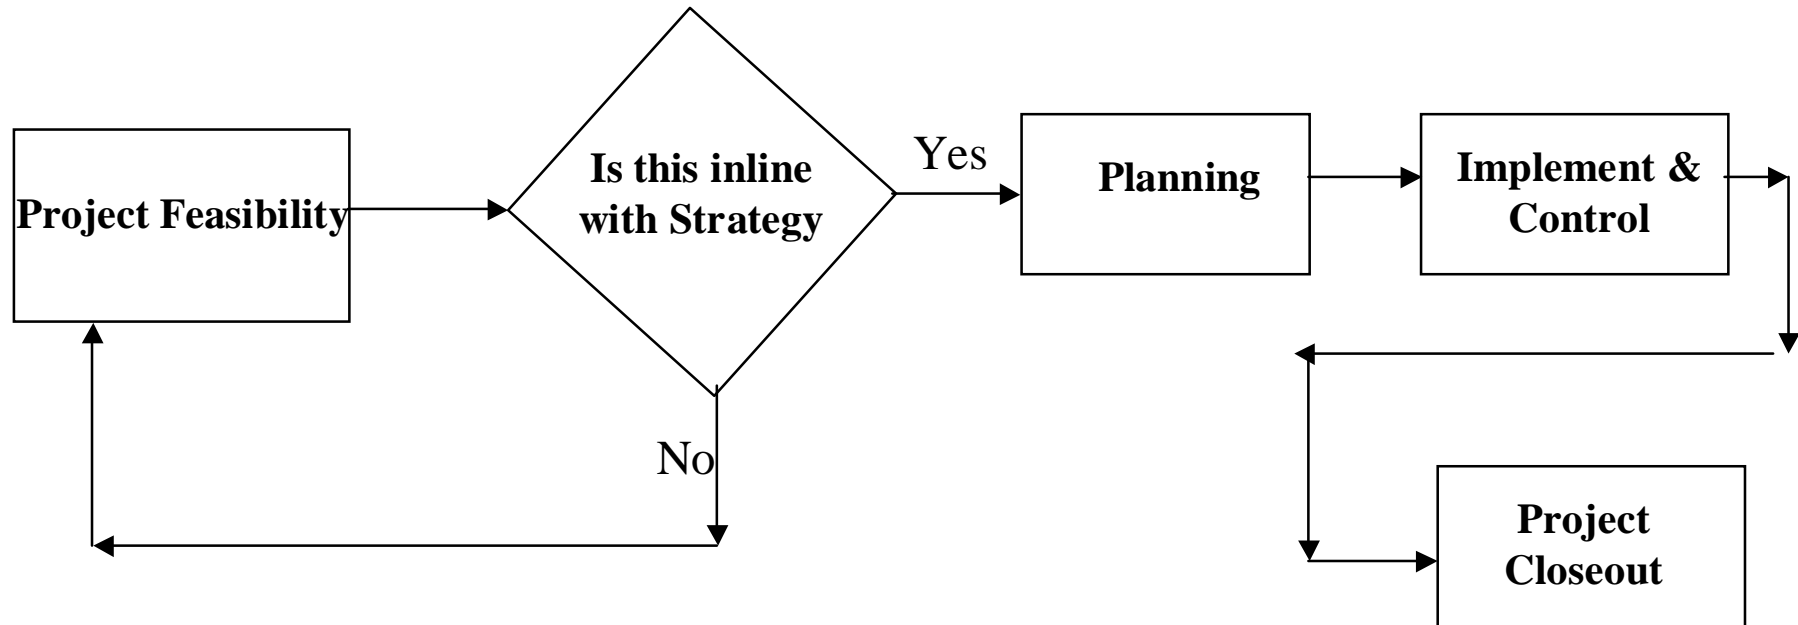 Project Feasibility
Is this inline
with Strategy
Yes
Planning
Implement &
Control
No
Project
Closeout